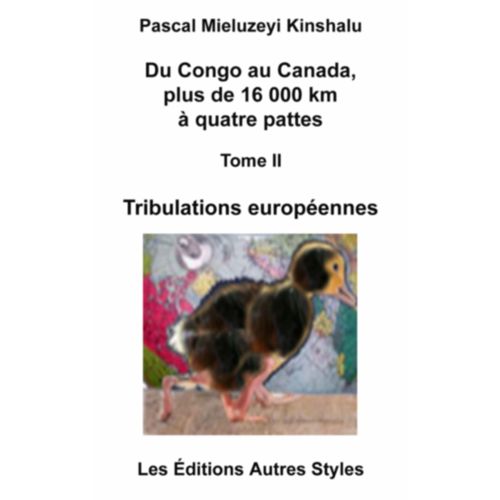 Pascal Mieluzeyi Kinshalu
Du Congo au Canada,
plus de 16 000 km
à quatre pattes
Tome II
Tribulations européennes
Les Éditions Autres Styles